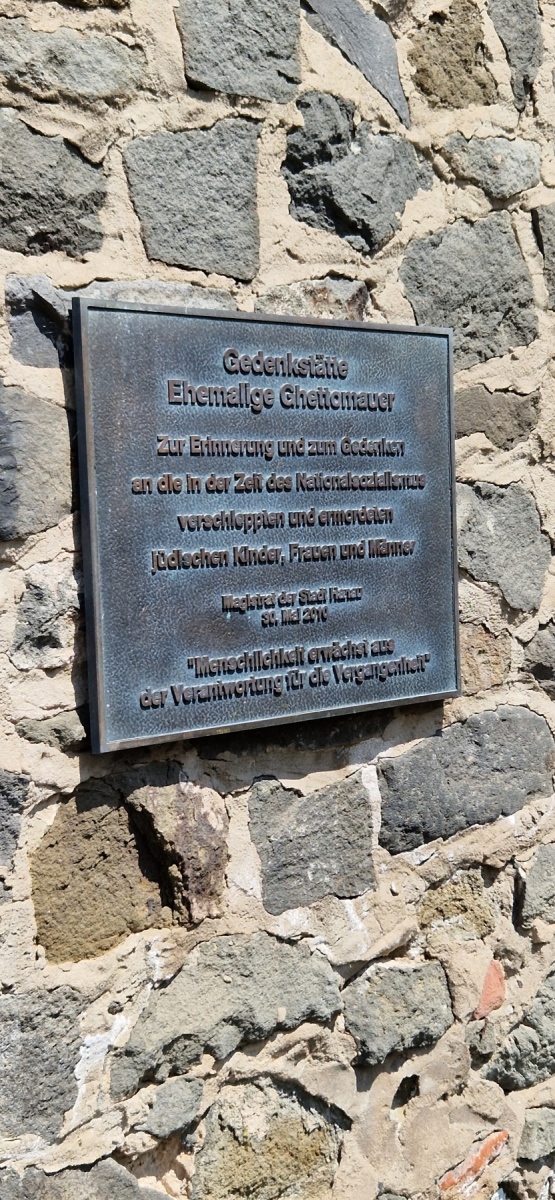 Gedenkstätte
Ehemalige Ghettomauer
Zur Erinnerung und zum Gedenken
an die in der Zeit des Nationalsozialismus
verschleppten und ermordeten
jüdischen Kinder, Frauen und Männer
Magistrat der Stadt Hanau
30. Mai 2010
"Menschlichkeit erwächst aus
der Verantwortung für die Vergangenheit"